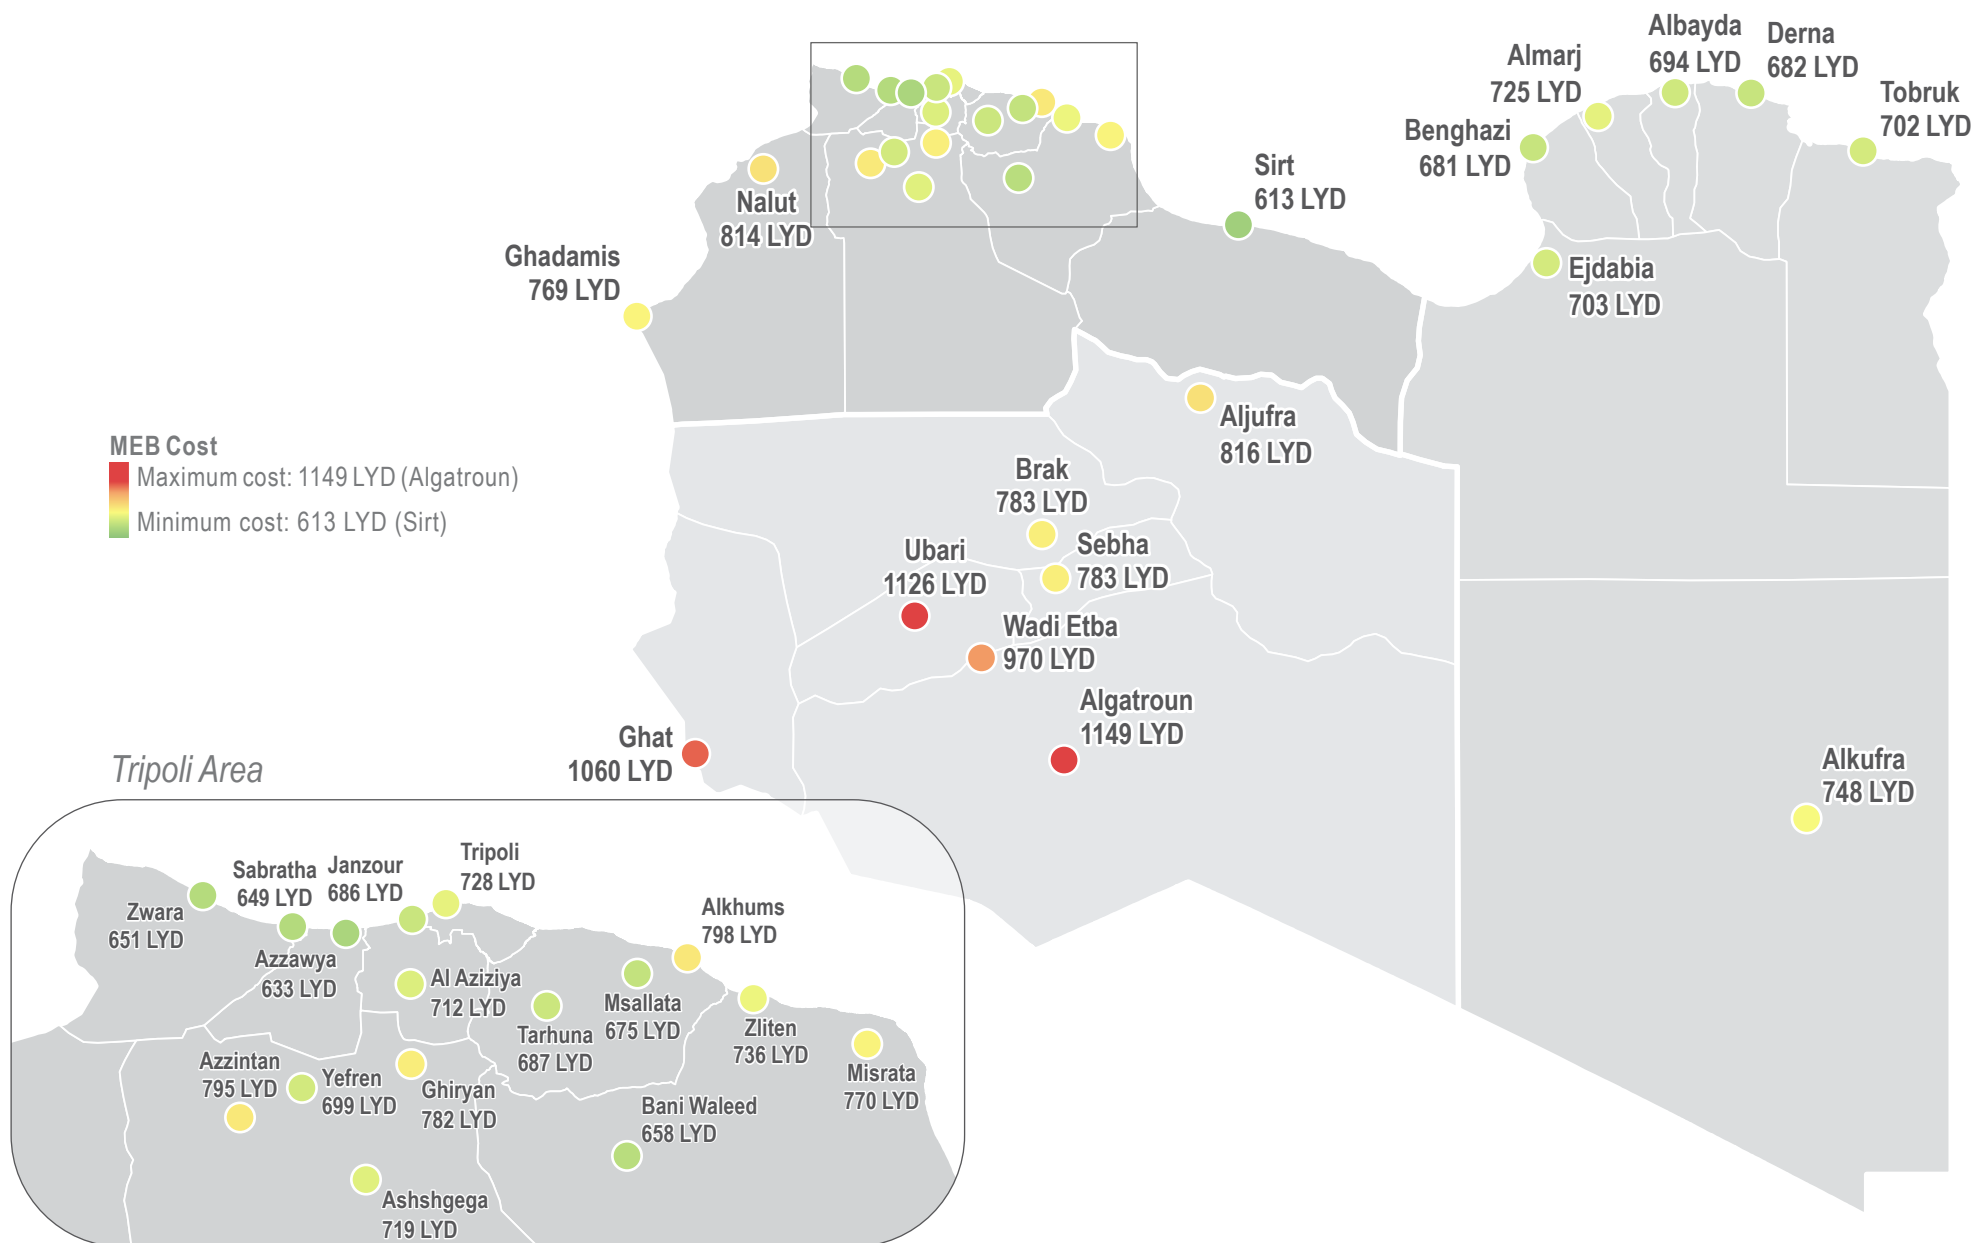 Albayda
694 LYD
Derna
682 LYD
Almarj
725 LYD
Tobruk
702 LYD
Benghazi
681 LYD
Sirt
613 LYD
Nalut
814 LYD
Ghadamis
769 LYD
Ejdabia
703 LYD
Aljufra
816 LYD
MEB Cost
Maximum cost: 1149 LYD (Algatroun)
Minimum cost: 613 LYD (Sirt)
Brak
783 LYD
Sebha
783 LYD
Ubari
1126 LYD
Wadi Etba
970 LYD
Algatroun
1149 LYD
Ghat
1060 LYD
Alkufra
748 LYD
Tripoli Area
Tripoli
728 LYD
Janzour
686 LYD
Sabratha
649 LYD
Zwara
651 LYD
Alkhums
798 LYD
Azzawya
633 LYD
Al Aziziya
712 LYD
Msallata
675 LYD
Tarhuna
687 LYD
Zliten
736 LYD
Misrata
770 LYD
Azzintan
795 LYD
Yefren
699 LYD
Ghiryan
782 LYD
Bani Waleed
658 LYD
Ashshgega
719 LYD